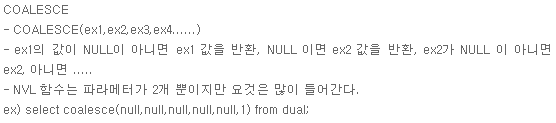 COALESCE
- COALESCE(ex1,ex2,ex3,ex4......)
- ex1의 값이 NULL이 아니면 ex1 값을 반환, NULL 이면 ex2 값을 반환, ex2가 NULL 이 아니면
ex2, 아니면 .....
- NVL 함수는 파라메터가 2개 뿐이지만 요것은 많이 들어간다.
ex) select coalesce(null,null,null,null,null,1) from dual;